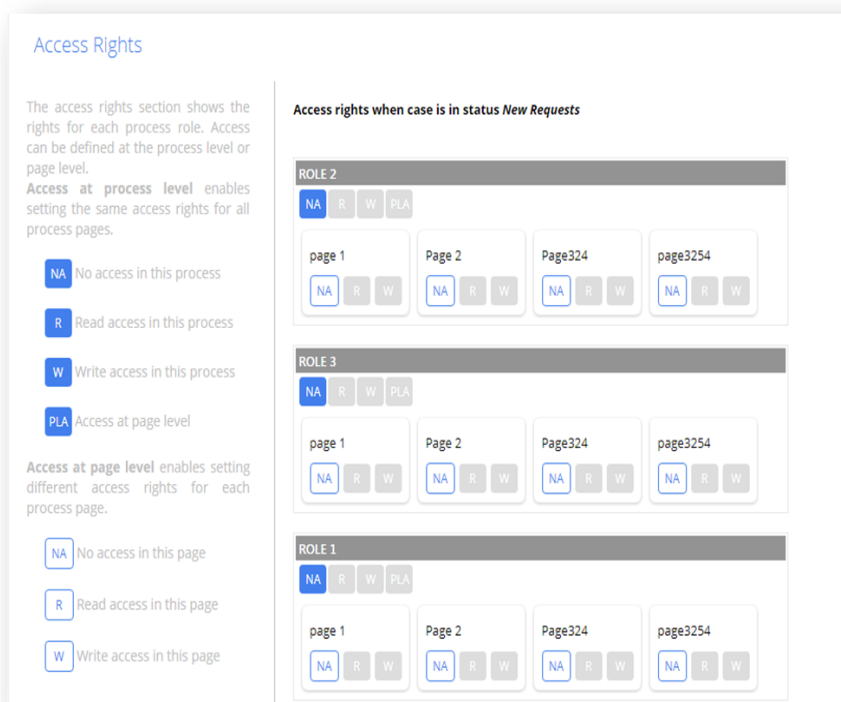 Access Rights
The access rights section shows the
rights for each process role. Access
can be defined at the process level or
page level.
Access at process level enables
setting the same access rights for all
process pages.
NA No access in this process
R Read access in this process
W Write access in this process
PLA Access at page level
Access at page level enables setting
different access rights for each
process page.
NA No access in this page
R Read access in this page
W Write access in this page
Access rights when case is in status New Requests
ROLE 2
NA R W PLA
page 1 Page 2 Page324 page3254
NA R W NA R W NA R W NA R W
ROLE 3
NA R W PLA
page 1 Page 2 Page324 page3254
NA R W NA R W NA R W NA R W
ROLE 1
NA R W PLA
page 1 Page 2 Page324 page3254
NA R W NA R W NA R W NA R W